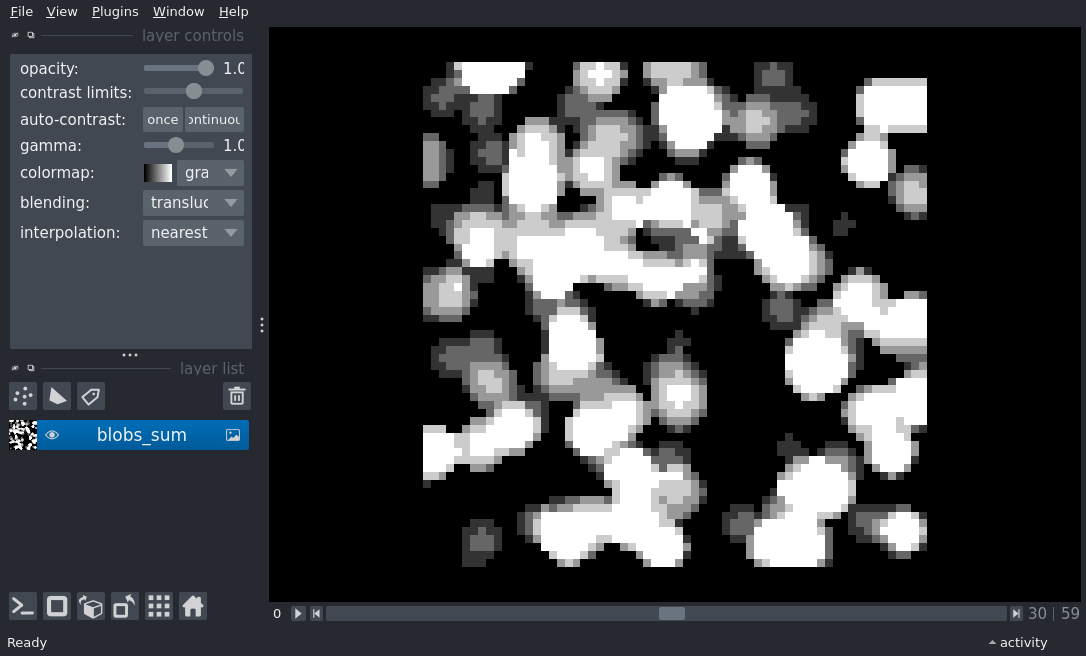 File View Plugins Window Help
layer controls
opacity: 1.0
contrast limits:
auto-contrast: once ontinuou
gamma: 1.0
colormap: gra
blending: transluc
interpolation: nearest
layer list
blobs_sum
0 30 59
Ready activity